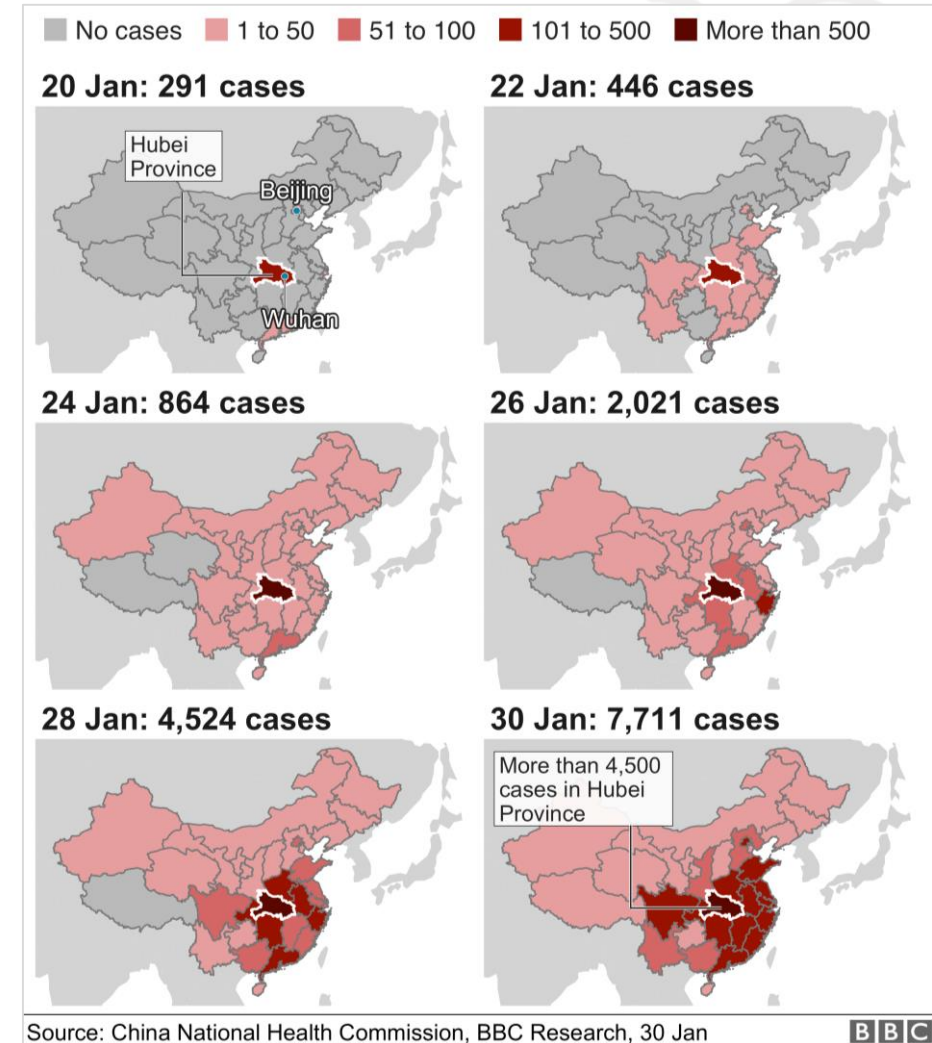 No cases 1 to 50 51 to 100 101 to 500 More than 500
20 Jan: 291 cases
Hubei
Province
Beijing
Wuhan
22 Jan: 446 cases
24 Jan: 864 cases
26 Jan: 2,021 cases
28 Jan: 4,524 cases
30 Jan: 7,711 cases
More than 4,500
cases in Hubei
Province
Source: China National Health Commission, BBC Research, 30 Jan
BBC